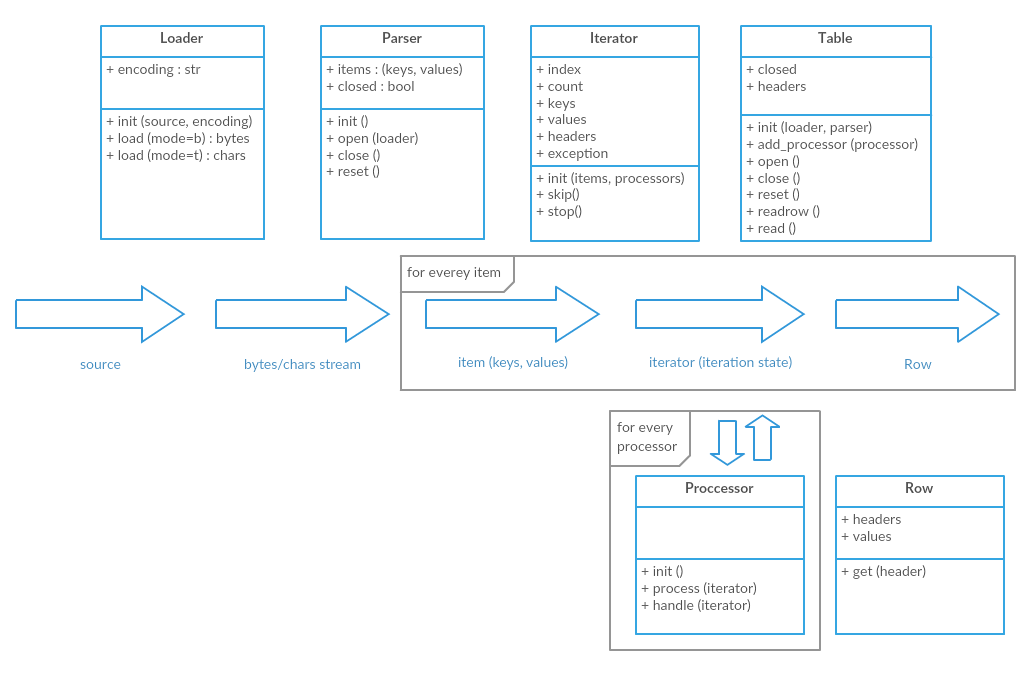 Loader
+ encoding : str
+ init (source, encoding)
+ load (mode=b) : bytes
+ load (mode=t) : chars
Parser
+ items : (keys, values)
+ closed : bool
+ init ()
+ open (loader)
+ close ()
+ reset ()
Iterator
+ index
+ count
+ keys
+ values
+ headers
+ exception
+ init (items, processors)
+ skip()
+ stop()
Table
+ closed
+ headers
+ init (loader, parser)
+ add_processor (processor)
+ open ()
+ close ()
+ reset ()
+ readrow ()
+ read ()
for everey item
source
bytes/chars stream
item (keys, values)
iterator (iteration state)
Row
for every
processor
Proccessor
+ init ()
+ process (iterator)
+ handle (iterator)
Row
+ headers
+ values
+ get (header)